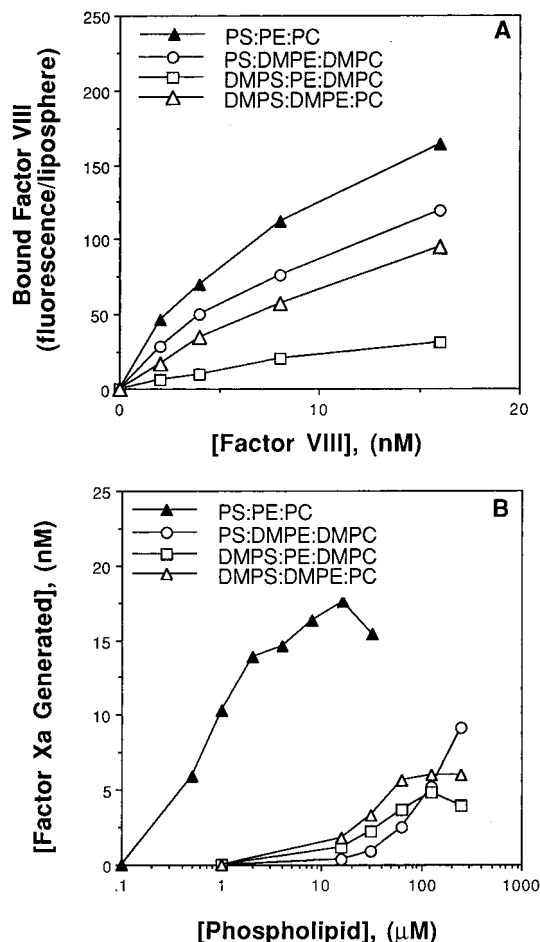 A
PS:PE:PC
PS:DMPE:DMPC
DMPS:PE:DMPC
DMPS:DMPE:PC
Bound Factor VIII
(fluorescence/liposphere)
250
200
150
100
50
0
0
10
20
[Factor VIII], (nM)
B
PS:PE:PC
PS:DMPE:DMPC
DMPS:PE:DMPC
DMPS:DMPE:PC
[Factor Xa Generated], (nM)
25
20
15
10
5
0
.1
1
10
100
1000
[Phospholipid], (μM)